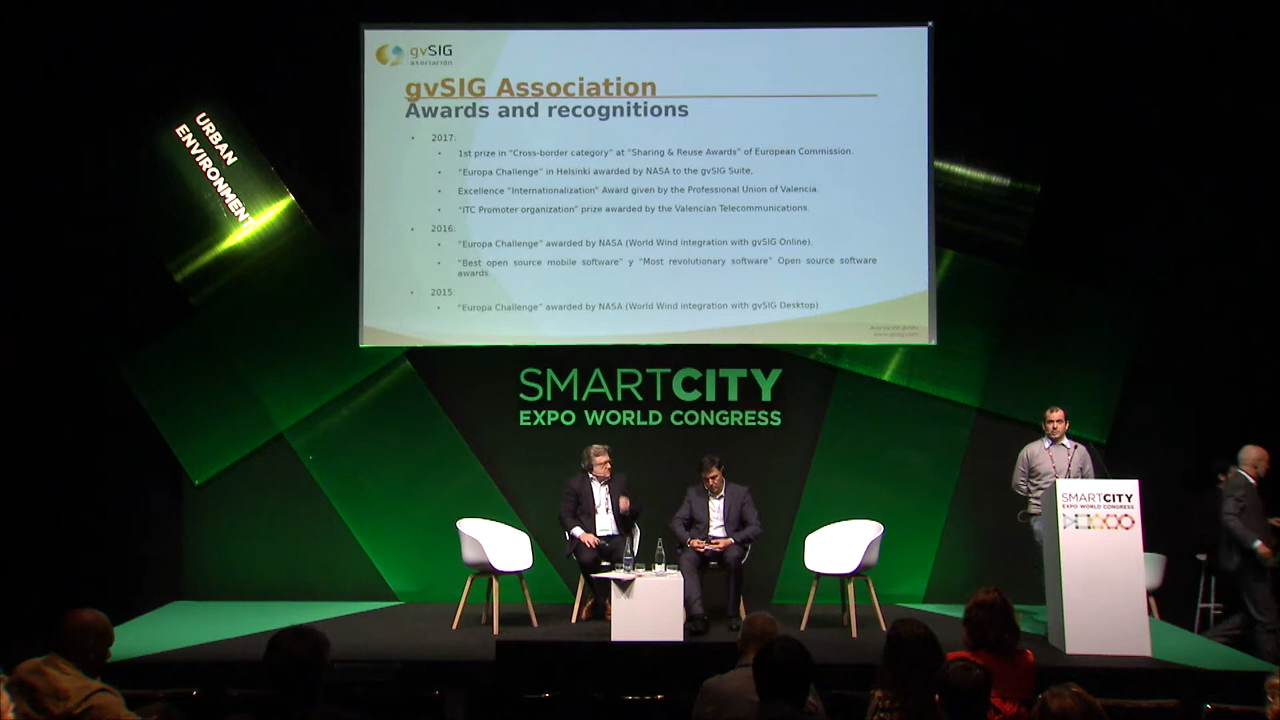 gvSIG
asociación
gvSIG Association
Awards and recognitions
• 2017:
• 1st prize in “Cross-border category” at “Sharing & Reuse Awards” of European Commission.
• “Europa Challenge” in Helsinki awarded by NASA to the gvSIG Suite,
• Excellence “Internationalization” Award given by the Professional Union of Valencia.
• “ITC Promoter organization” prize awarded by the Valencian Telecommunications.
• 2016:
• “Europa Challenge” awarded by NASA (World Wind integration with gvSIG Online).
• “Best open source mobile software” y “Most revolutionary software” Open source software
awards.
• 2015:
• “Europa Challenge” awarded by NASA (World Wind integration with gvSIG Desktop).
URBAN
ENVIRONMENT
SMARTCITY
EXPO WORLD CONGRESS
SMARTCITY
EXPO WORLD CONGRESS